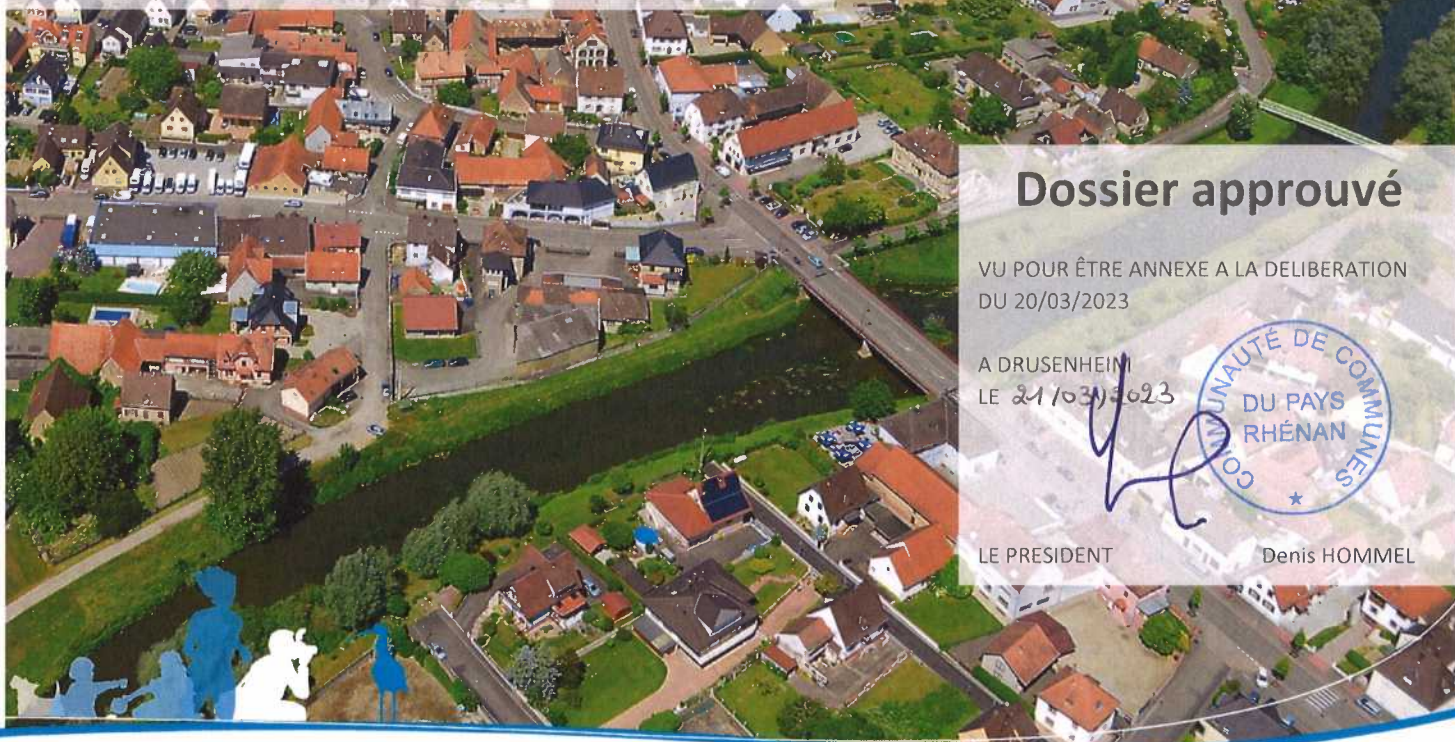 Dossier approuvé
VU POUR ÊTRE ANNEXE A LA DELIBERATION
DU 20/03/2023
A DRUSENHEIM
LE 21/03/2023
COMMUNAUTÉ DE COMMUNES
DU PAYS
RHÉNAN
LE PRESIDENT Denis HOMMEL